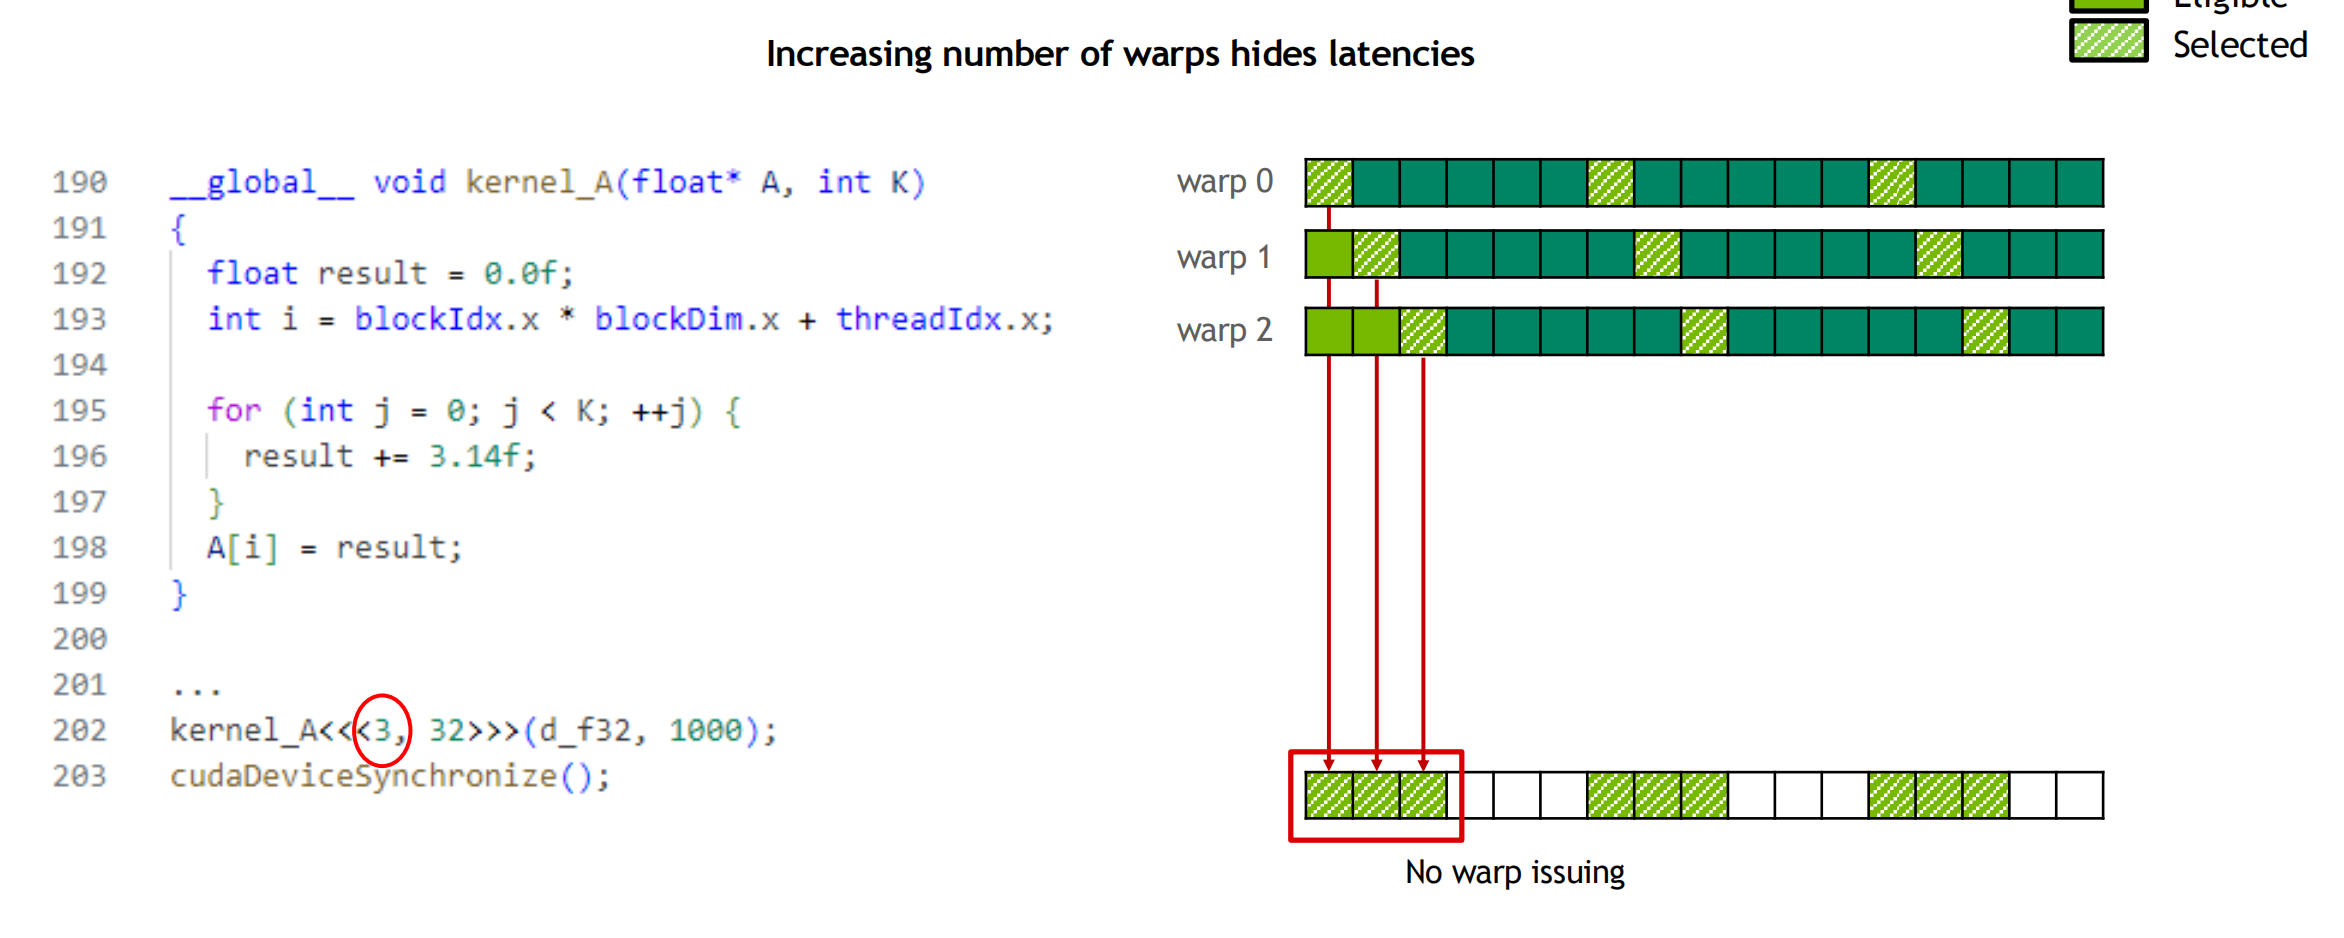 Eligible
Selected
Increasing number of warps hides latencies
190 __global__ void kernel_A(float* A, int K)
191 {
192 float result = 0.0f;
193 int i = blockIdx.x * blockDim.x + threadIdx.x;
194
195 for (int j = 0; j < K; ++j) {
196 result += 3.14f;
197 }
198 A[i] = result;
199 }
200
201 ...
202 kernel_A<<<3, 32>>>(d_f32, 1000);
203 cudaDeviceSynchronize();
warp 0
warp 1
warp 2
No warp issuing